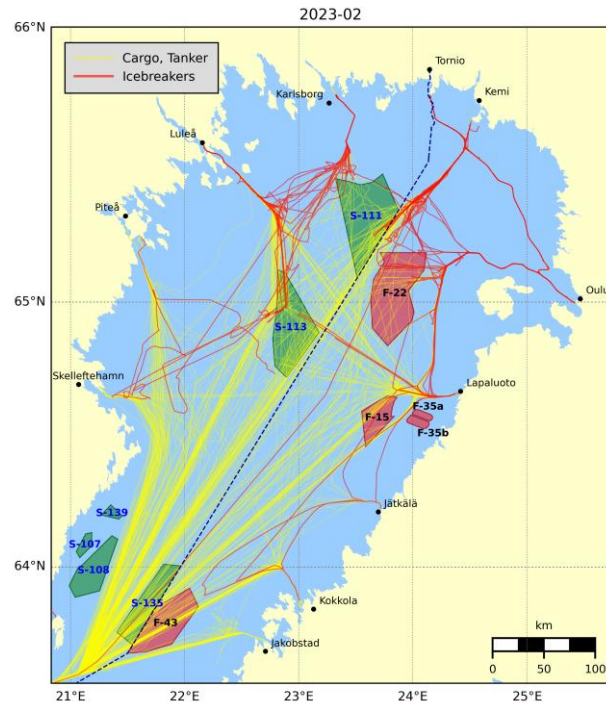 2023-02
66°N
Cargo, Tanker
Icebreakers
Tornio
Karlsborg
Kemi
Luleå
Piteå
S-111
F-22
65°N
Oulu
S-113
Skelleftehamn
Lapaluoto
F-35a
F-15
F-35b
S-139
Jätkälä
S-107
64°N
S-108
S-135
Kokkola
F-43
Jakobstad
km
0
50
100
21°E
22°E
23°E
24°E
25°E